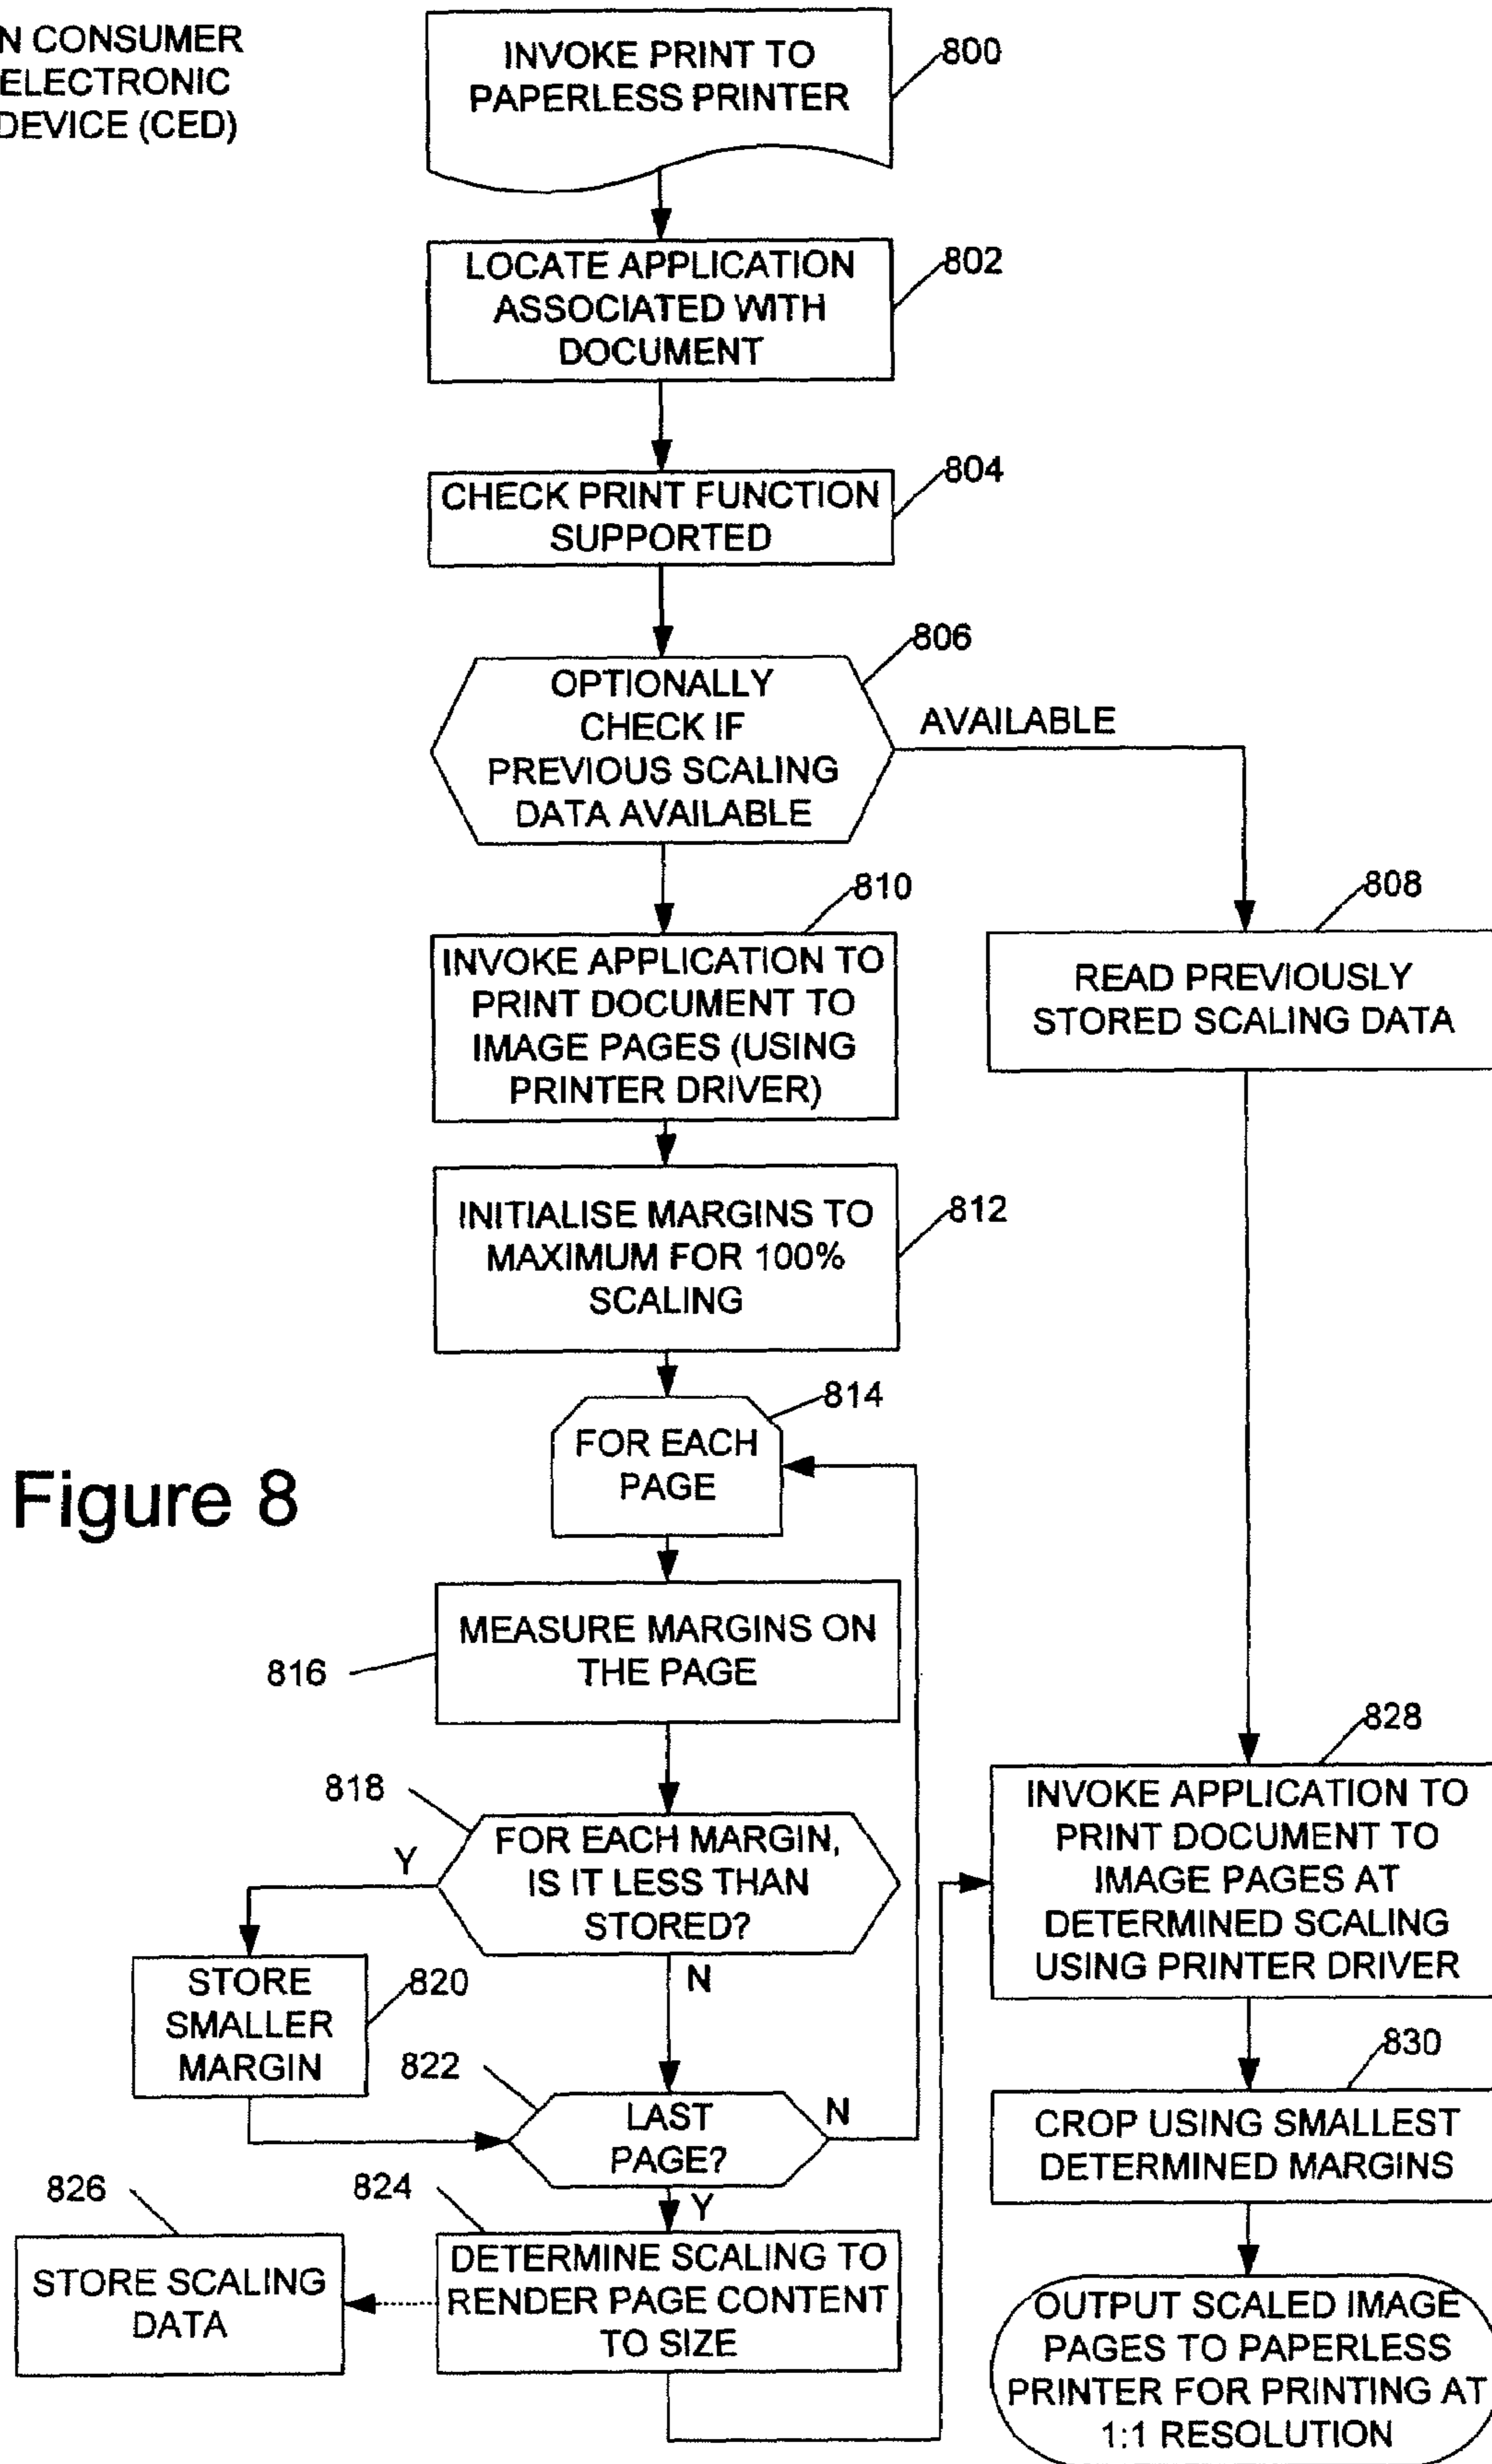 N CONSUMER
ELECTRONIC
DEVICE (CED)
INVOKE PRINT TO
PAPERLESS PRINTER
800
LOCATE APPLICATION
ASSOCIATED WITH
DOCUMENT
802
CHECK PRINT FUNCTION
SUPPORTED
804
OPTIONALLY
CHECK IF
PREVIOUS SCALING
DATA AVAILABLE
806
AVAILABLE
810
INVOKE APPLICATION TO
PRINT DOCUMENT TO
IMAGE PAGES (USING
PRINTER DRIVER)
808
READ PREVIOUSLY
STORED SCALING DATA
INITIALISE MARGINS TO
MAXIMUM FOR 100%
SCALING
812
814
FOR EACH
PAGE
Figure 8
MEASURE MARGINS ON
THE PAGE
816
818
FOR EACH MARGIN,
IS IT LESS THAN
STORED?
Y
N
STORE
SMALLER
MARGIN
820
822
LAST
PAGE?
N
Y
824
DETERMINE SCALING TO
RENDER PAGE CONTENT
TO SIZE
826
STORE SCALING
DATA
828
INVOKE APPLICATION TO
PRINT DOCUMENT TO
IMAGE PAGES AT
DETERMINED SCALING
USING PRINTER DRIVER
830
CROP USING SMALLEST
DETERMINED MARGINS
OUTPUT SCALED IMAGE
PAGES TO PAPERLESS
PRINTER FOR PRINTING AT
1:1 RESOLUTION